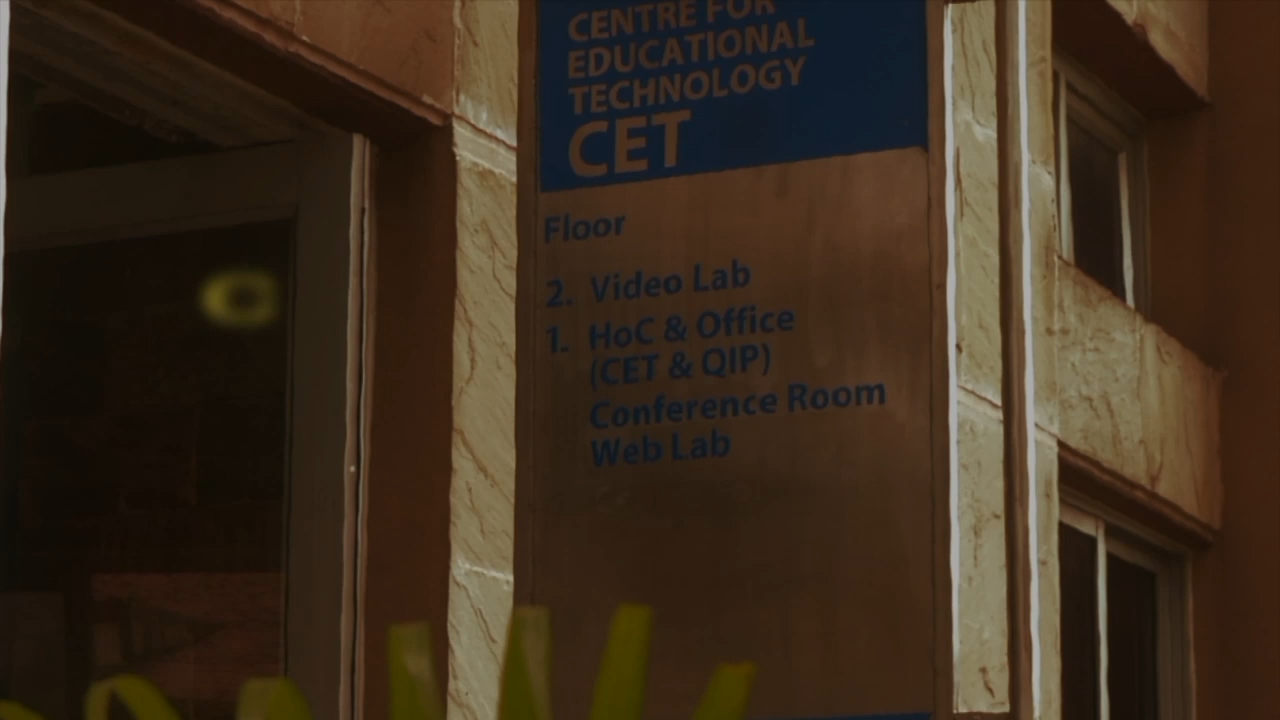 CENTRE FOR
EDUCATIONAL
TECHNOLOGY
CET
Floor
2. Video Lab
1. HoC & Office
(CET & QIP)
Conference Room
Web Lab